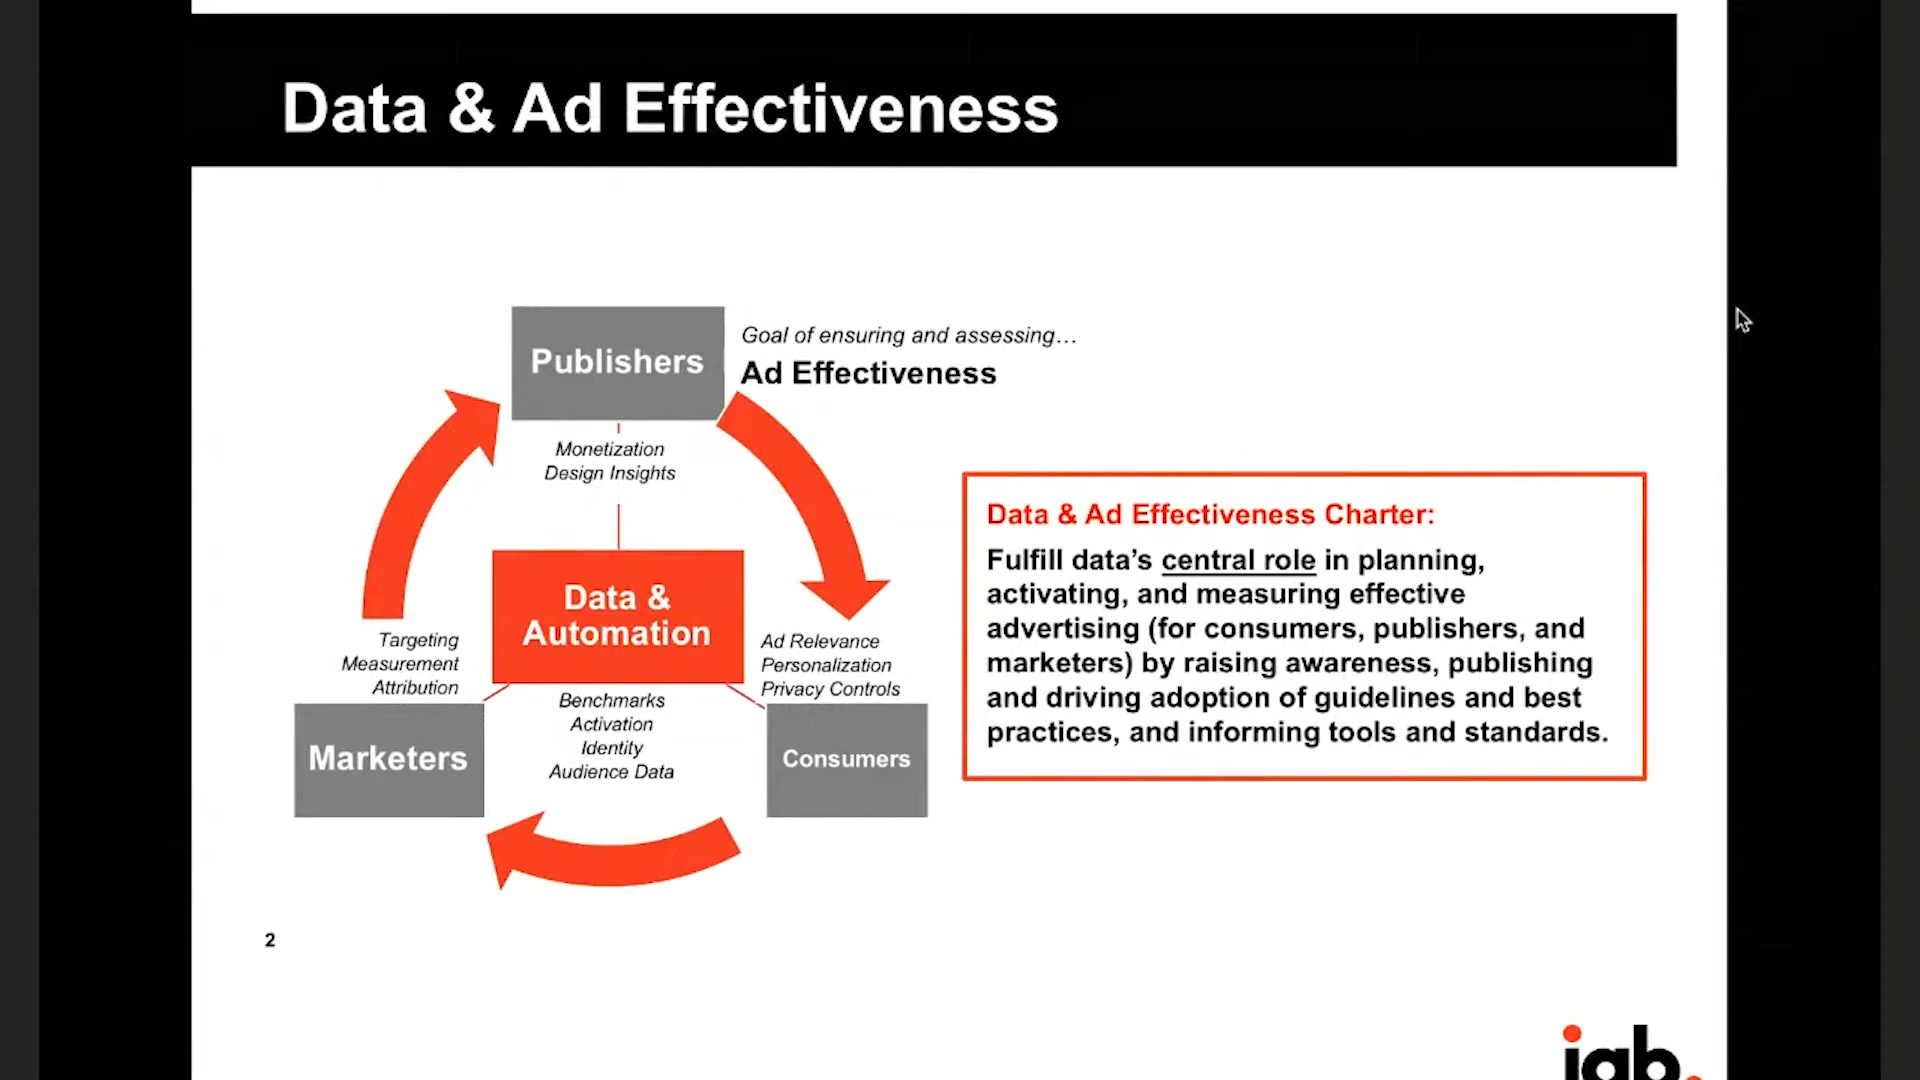 Data & Ad Effectiveness
Publishers
Goal of ensuring and assessing...
Ad Effectiveness
Monetization
Design Insights
Data &
Automation
Targeting
Measurement
Attribution
Ad Relevance
Personalization
Privacy Controls
Benchmarks
Activation
Identity
Audience Data
Marketers
Consumers
Data & Ad Effectiveness Charter:
Fulfill data’s central role in planning,
activating, and measuring effective
advertising (for consumers, publishers, and
marketers) by raising awareness, publishing
and driving adoption of guidelines and best
practices, and informing tools and standards.
2
iab.